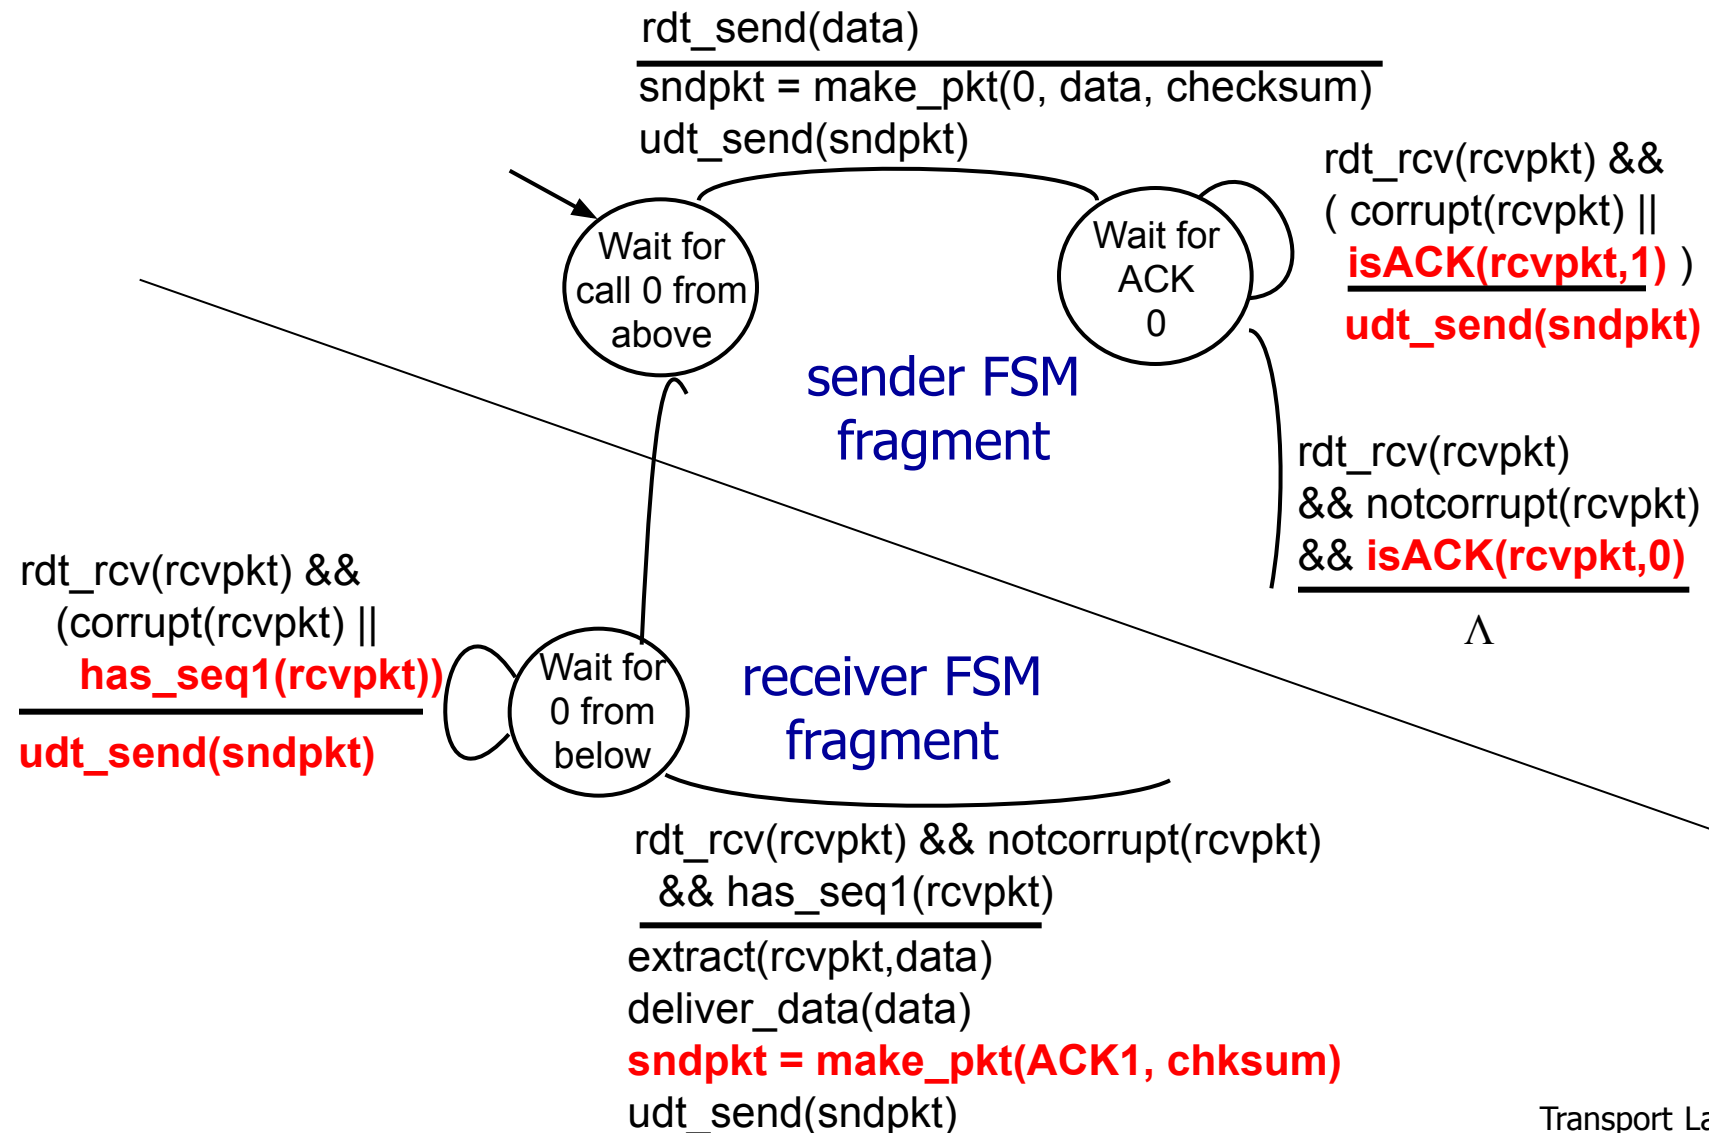 rdt_send(data)
sndpkt = make_pkt(0, data, checksum)
udt_send(sndpkt)
rdt_rcv(rcvpkt) &&
( corrupt(rcvpkt) ||
isACK(rcvpkt,1) )
udt_send(sndpkt)
Wait for
call 0 from
above
Wait for
ACK
0
sender FSM
fragment
rdt_rcv(rcvpkt)
&& notcorrupt(rcvpkt)
&& isACK(rcvpkt,0)
Λ
rdt_rcv(rcvpkt) &&
(corrupt(rcvpkt) ||
has_seq1(rcvpkt))
udt_send(sndpkt)
Wait for
0 from
below
receiver FSM
fragment
rdt_rcv(rcvpkt) && notcorrupt(rcvpkt)
&& has_seq1(rcvpkt)
extract(rcvpkt,data)
deliver_data(data)
sndpkt = make_pkt(ACK1, chksum)
udt_send(sndpkt)
Transport La